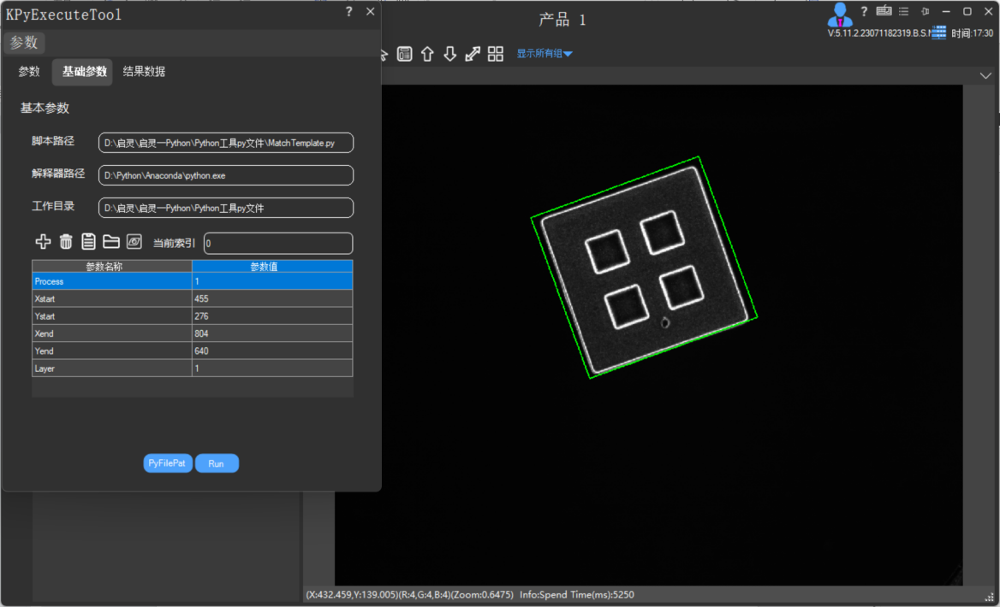 KPyExecuteTool
?
参数
参数 基础参数 结果数据
基本参数
脚本路径 D:\启灵\启灵一Python\Python工具py文件\MatchTemplate.py
解释器路径 D:\Python\Anaconda\python.exe
工作目录 D:\启灵\启灵一Python\Python工具py文件
当前索引 0
参数名称 参数值
Process 1
Xstart 455
Ystart 276
Xend 804
Yend 640
Layer 1
PyFilePat Run
产品 1
?
V:5.11.2.23071182319.B.S.
时间:17:30
显示所有组
(X:432.459,Y:139.005)(R:4,G:4,B:4)(Zoom:0.6475) Info:Spend Time(ms):5250